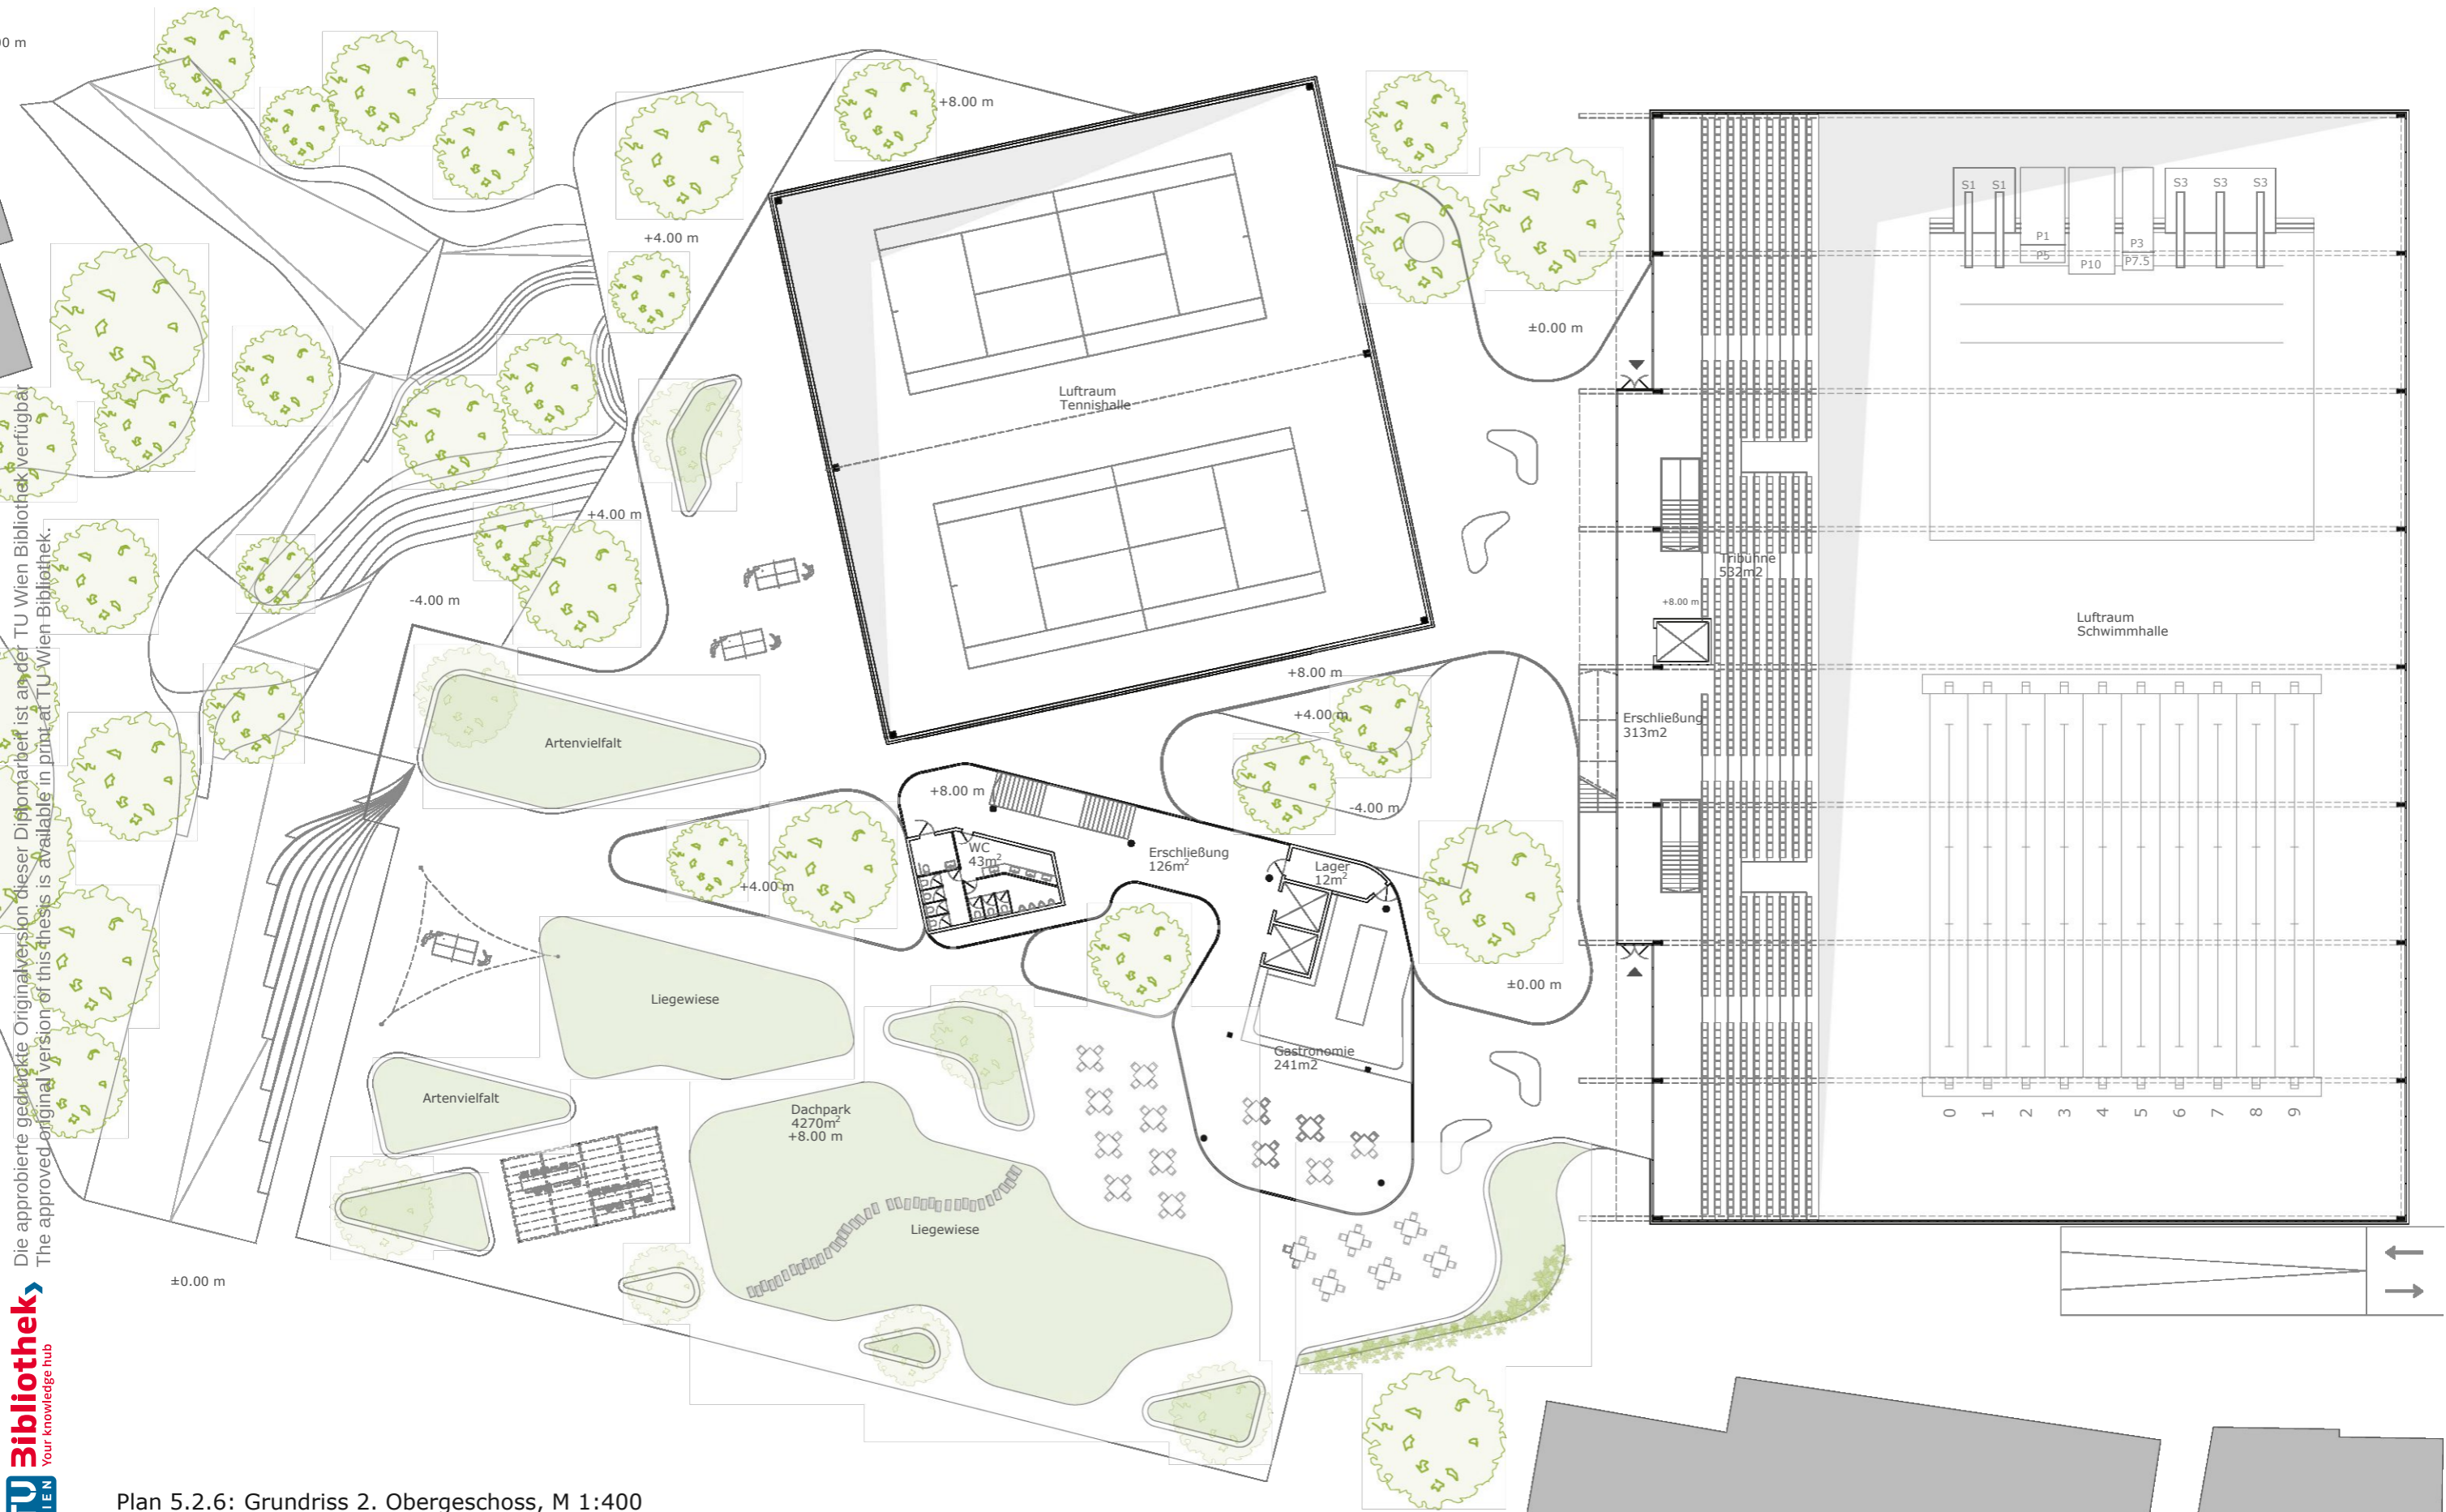 00 m
+8.00 m
+4.00 m
±0.00 m
S1
S1
P1
P5
P10
P3
P7.5
S3
S3
S3
Luftraum
Tennishalle
+4.00 m
-4.00 m
Tribühne
532m2
+8.00 m
Luftraum
Schwimmhalle
+8.00 m
+4.00 m
-4.00 m
Erschließung
313m2
Artenvielfalt
+8.00 m
WC
43m²
Erschließung
126m²
Lager
12m²
+4.00 m
Liegewiese
±0.00 m
Gastronomie
241m2
Artenvielfalt
Dachpark
4270m²
+8.00 m
0
1
2
3
4
5
6
7
8
9
Liegewiese
±0.00 m
Die approbierte gedruckte Originalversion dieser Diplomarbeit ist an der TU Wien Bibliothek verfügbar
The approved original version of this thesis is available in print at TU Wien Bibliothek.
TU
WIEN
Bibliothek
Your knowledge hub
Plan 5.2.6: Grundriss 2. Obergeschoss, M 1:400